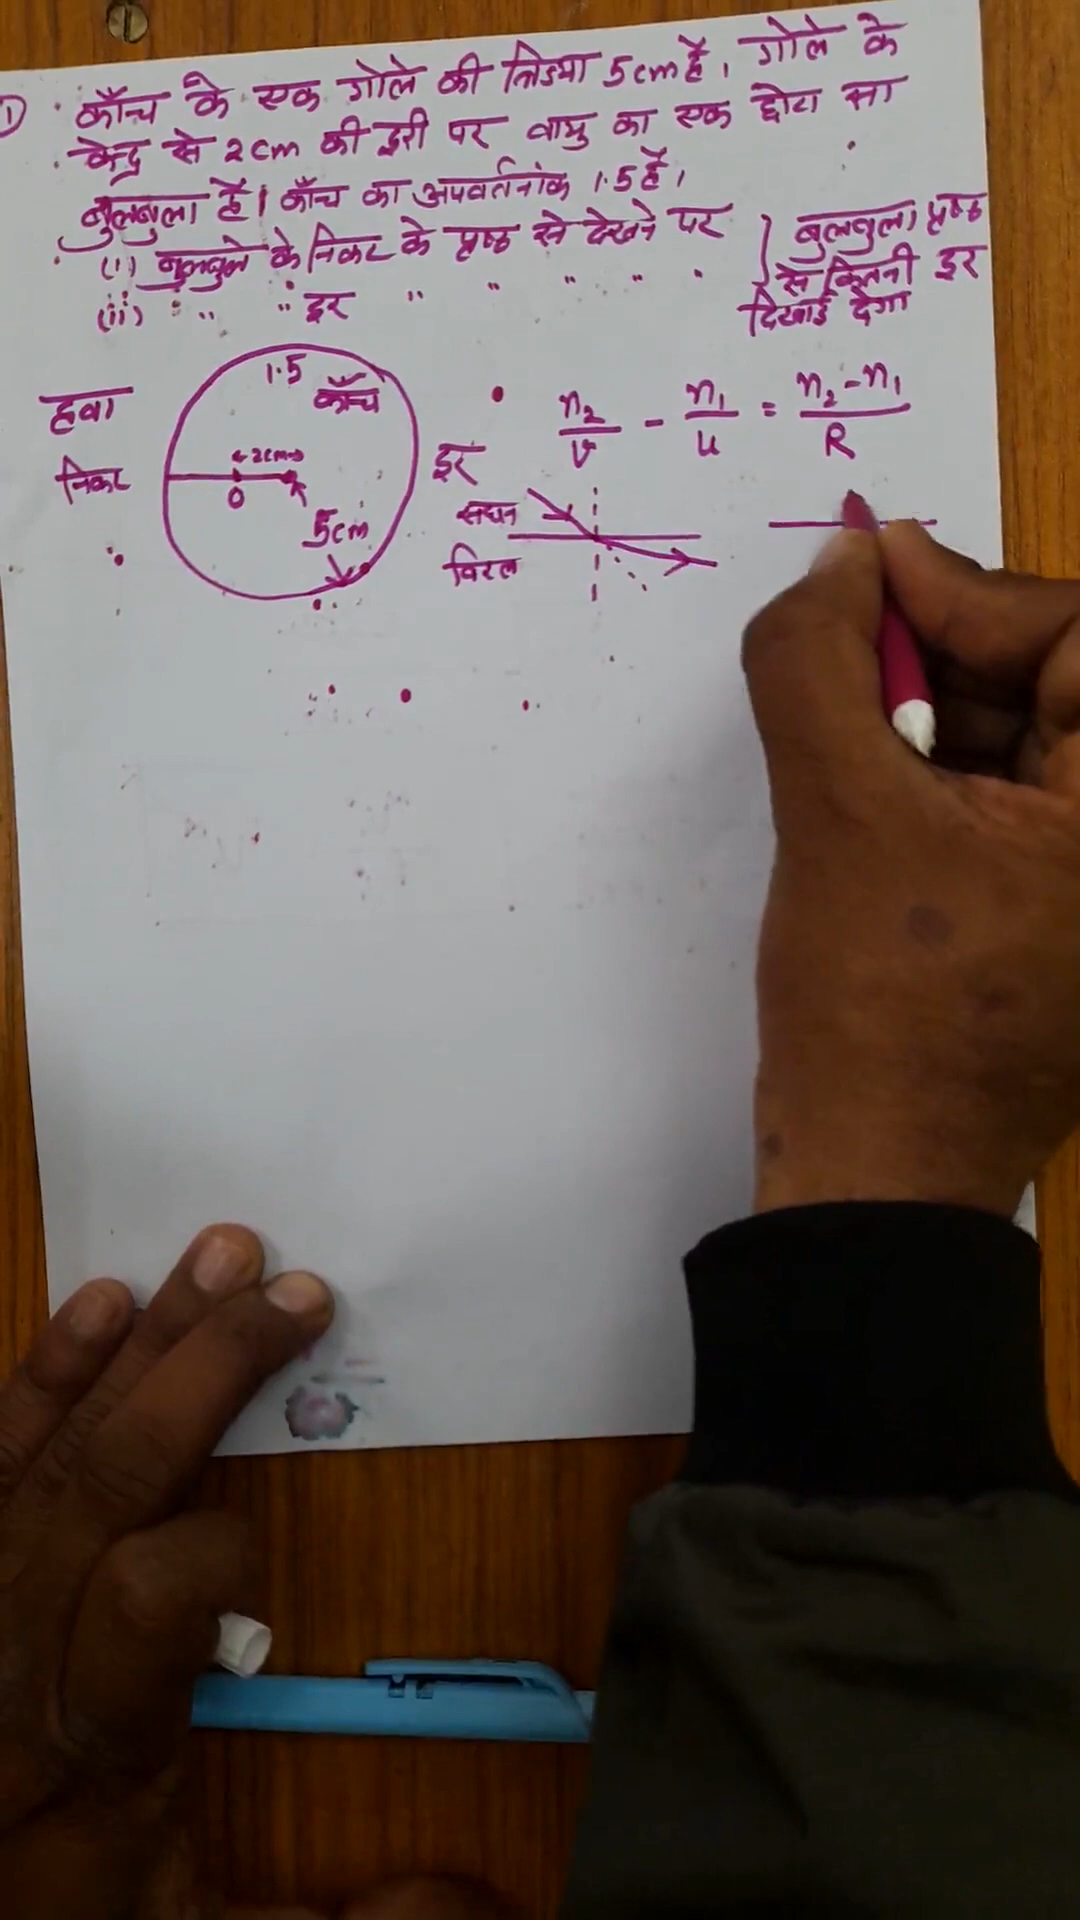 ① काँच के एक गोले की त्रिज्या 5cm है। गोले के
केन्द्र से 2cm की दूरी पर वायु का एक छोटा सा
बुलबुला है। काँच का अपवर्तनांक 1.5 है।
(i) बुलबुले के निकट के पृष्ठ से देखने पर } बुलबुला पृष्ठ
(ii) " " " दूर " " " " से कितनी दूर
दिखाई देगा
1.5 काँच
हवा
निकट
←2cm→
O
5cm
दूर
n₂/v - n₁/u = n₂-n₁/R
सघन
विरल